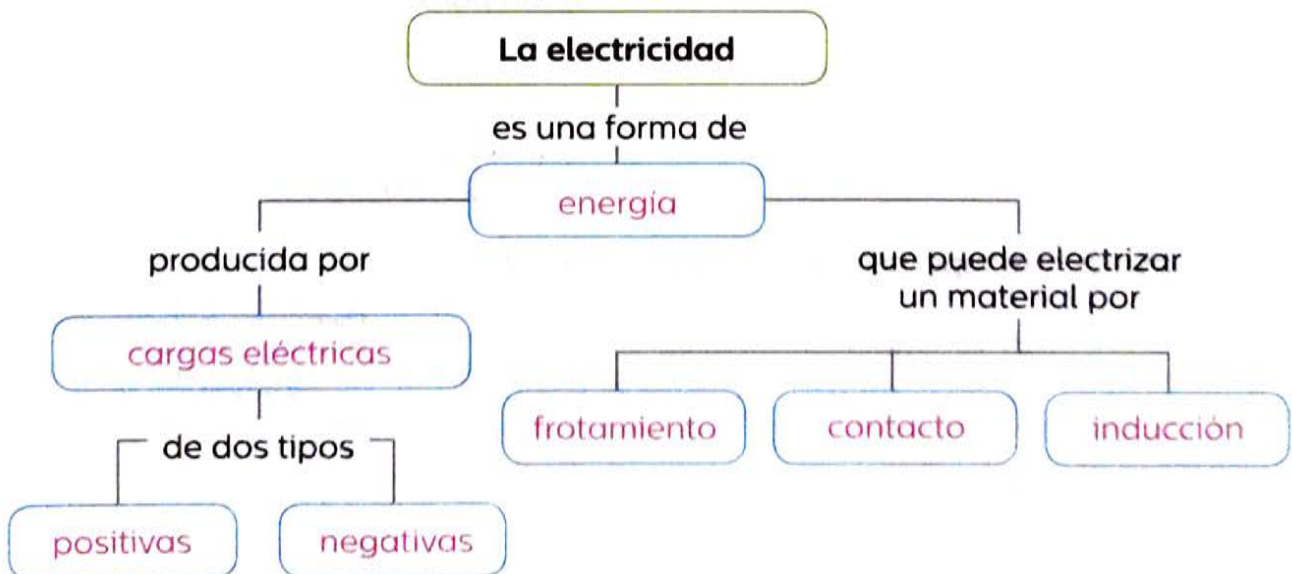 La electricidad
es una forma de
energía
producida por
que puede electrizar
un material por
cargas eléctricas
frotamiento
contacto
inducción
de dos tipos
positivas
negativas